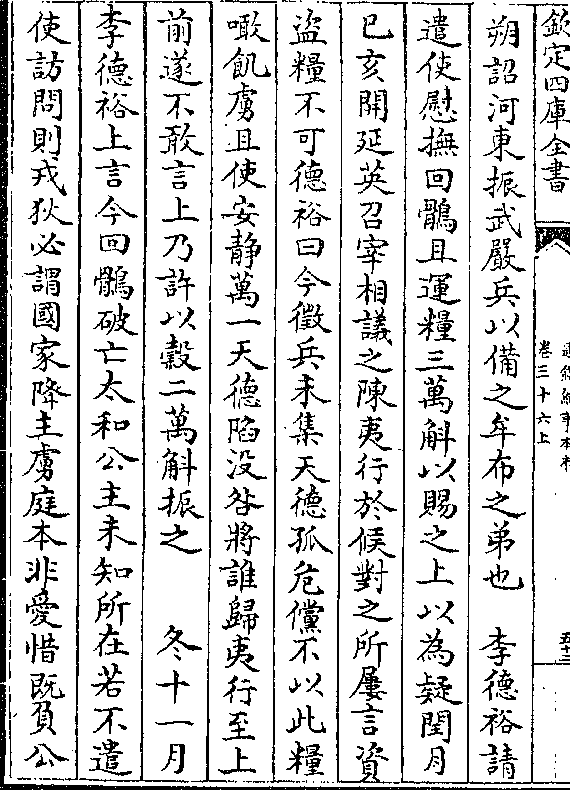 欽定四庫全書
通鑑紀事本末
卷三十六上
五十三
朔詔河東振武嚴兵以備之牟布之弟也　李德裕請
遣使慰撫回鶻且運糧三萬斛以賜之上以為疑閏月
已亥開延英召宰相議之陳夷行於候對之所屢言資
盜糧不可德裕曰今徵兵未集天德孤危儻不以此糧
噉飢虜且使安靜萬一天德陷沒咎將誰歸夷行至上
前遂不敢言上乃許以穀二萬斛振之　冬十一月
李德裕上言今回鶻破亡太和公主未知所在若不遣
使訪問則戎狄必謂國家降主虜庭本非愛惜既負公